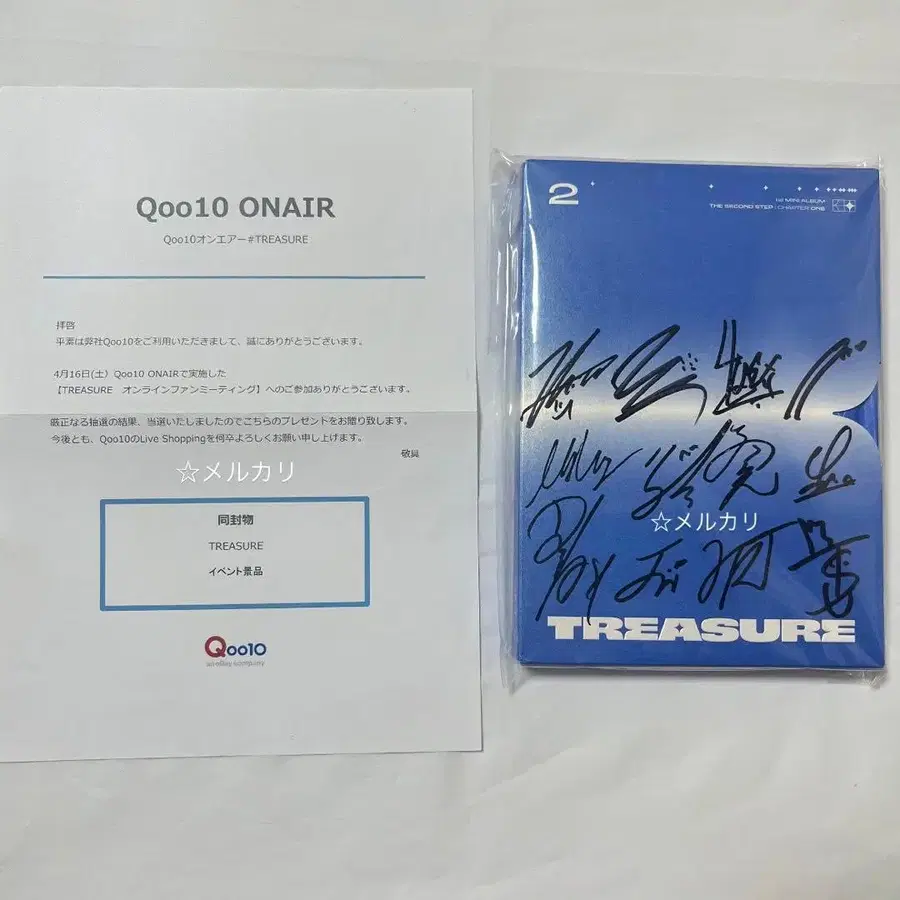 Qoo10 ONAIR
Qoo10オンエアー#TREASURE
拝啓
平素は弊社Qoo10をご利用いただきまして、誠にありがとうございます。
4月16日(土) Qoo10 ONAIRで実施した
【TREASURE オンラインファンミーティング】へのご参加ありがとうございます。
厳正なる抽選の結果、当選いたしましたのでこちらのプレゼントをお贈り致します。
今後とも、Qoo10のLive Shoppingを何卒よろしくお願い申し上げます。
敬具
☆メルカリ
同封物
TREASURE
イベント景品
Qoo10
an eBay company
2
1st MINI ALBUM
THE SECOND STEP : CHAPTER ONE
☆メルカリ
TREASURE